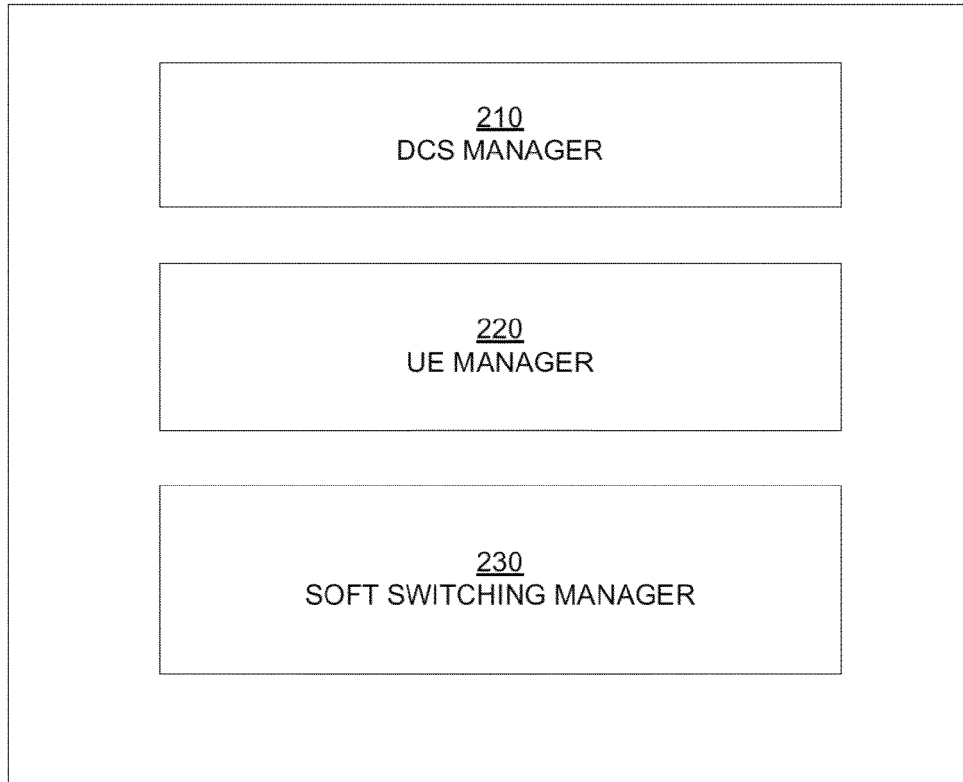 210
DCS MANAGER
220
UE MANAGER
230
SOFT SWITCHING MANAGER